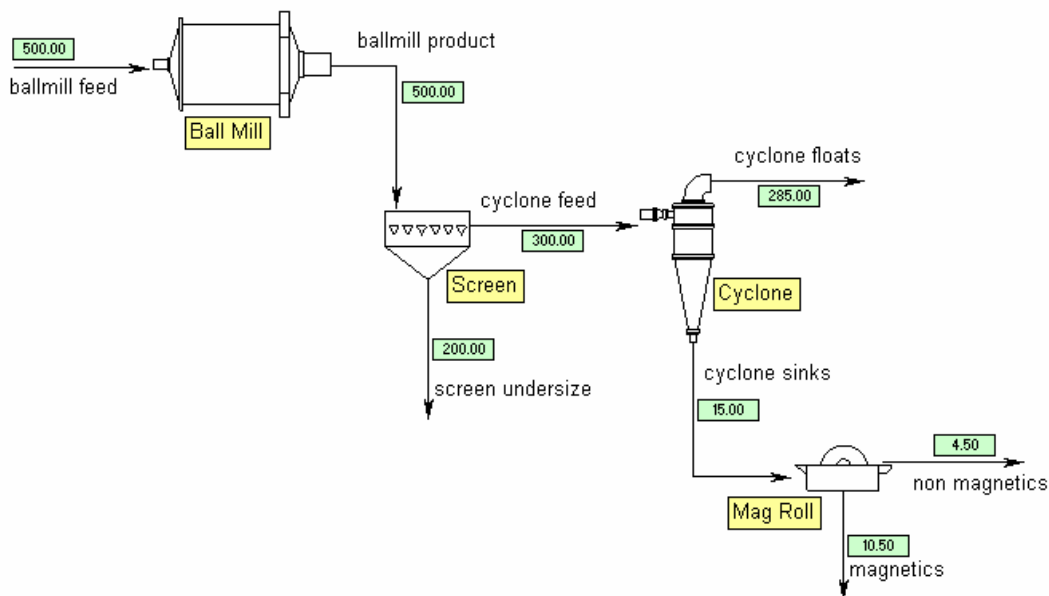 500.00
ballmill feed
Ball Mill
ballmill product
500.00
cyclone floats
285.00
cyclone feed
300.00
Screen
Cyclone
200.00
screen undersize
cyclone sinks
15.00
4.50
non magnetics
Mag Roll
10.50
magnetics